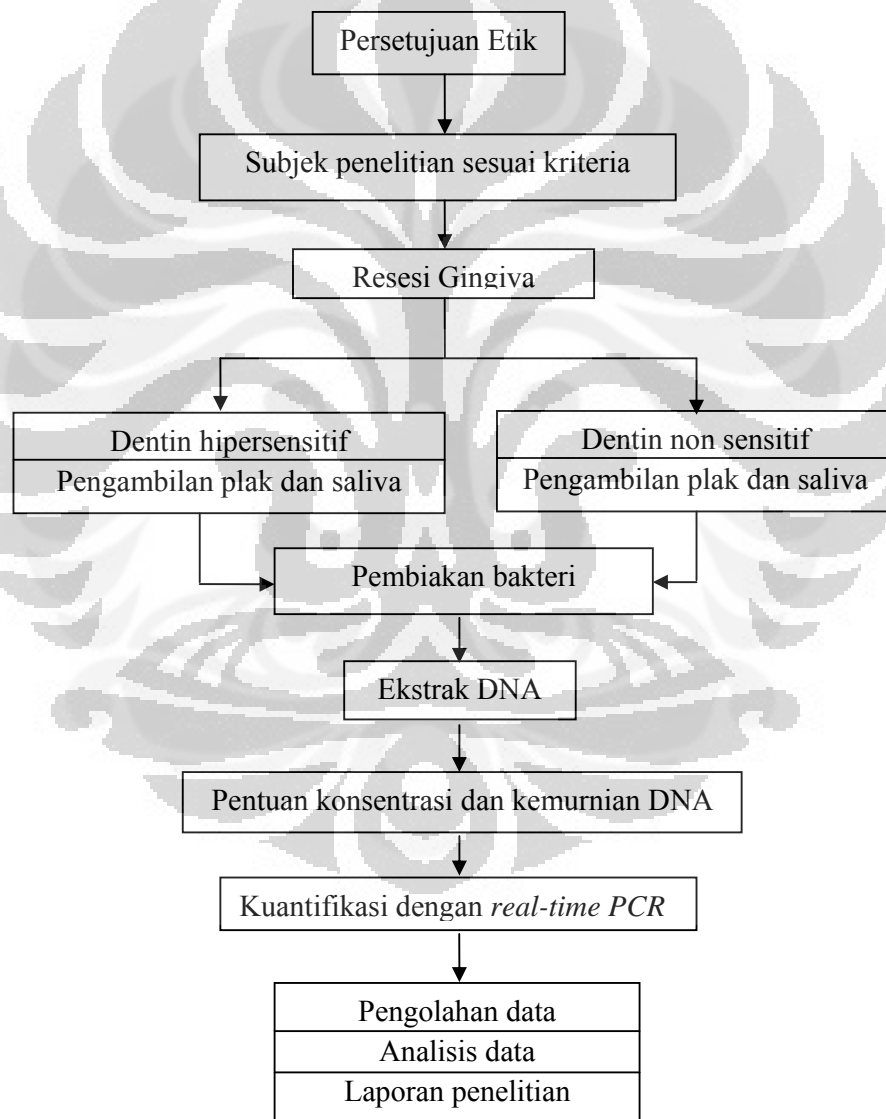 Persetujuan Etik
Subjek penelitian sesuai kriteria
Resesi Gingiva
Dentin hipersensitif
Pengambilan plak dan saliva
Dentin non sensitif
Pengambilan plak dan saliva
Pembiakan bakteri
Ekstrak DNA
Pentuan konsentrasi dan kemurnian DNA
Kuantifikasi dengan real-time PCR
Pengolahan data
Analisis data
Laporan penelitian